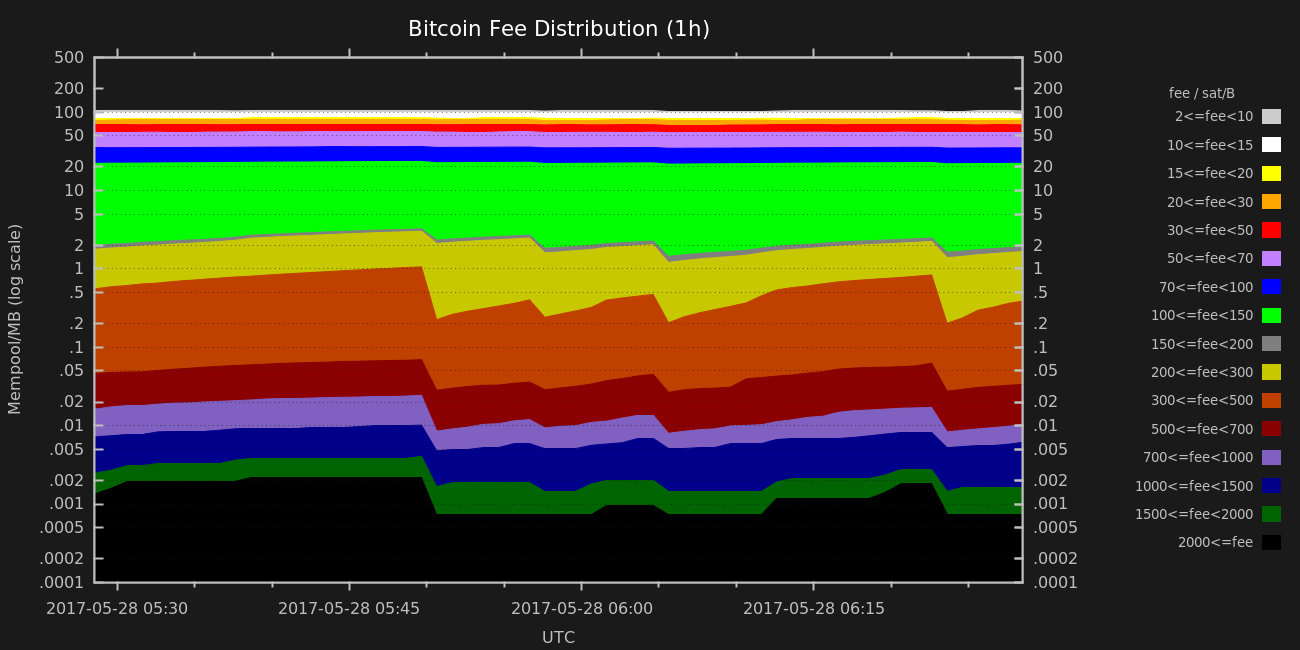 Bitcoin Fee Distribution (1h)
500
200
100
50
20
10
5
2
1
.5
.2
.1
.05
.02
.01
.005
.002
.001
.0005
.0002
.0001
Mempool/MB (log scale)
500
200
100
50
20
10
5
2
1
.5
.2
.1
.05
.02
.01
.005
.002
.001
.0005
.0002
.0001
2017-05-28 05:30
2017-05-28 05:45
2017-05-28 06:00
2017-05-28 06:15
UTC
fee / sat/B
2<=fee<10
10<=fee<15
15<=fee<20
20<=fee<30
30<=fee<50
50<=fee<70
70<=fee<100
100<=fee<150
150<=fee<200
200<=fee<300
300<=fee<500
500<=fee<700
700<=fee<1000
1000<=fee<1500
1500<=fee<2000
2000<=fee